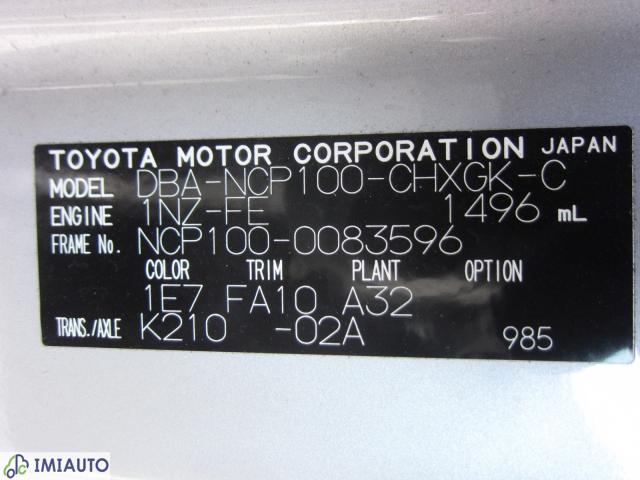 TOYOTA MOTOR CORPORATION JAPAN
MODEL DBA-NCP100-CHXGK-C
ENGINE 1NZ-FE 1496 mL
FRAME No. NCP100-0083596
COLOR TRIM PLANT OPTION
1E7 FA10 A32
TRANS./AXLE K210 -02A 985
IMIAUTO